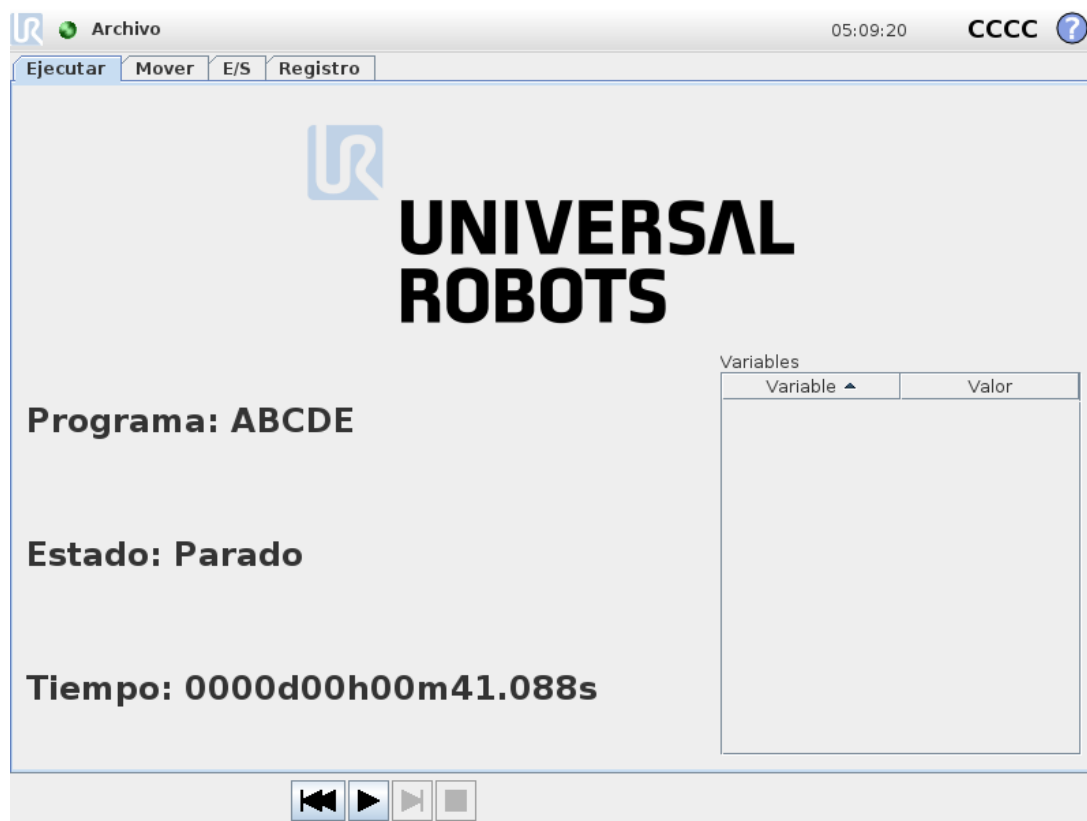 Archivo 05:09:20 CCCC ?
Ejecutar Mover E/S Registro
UR
UNIVERSAL
ROBOTS
Variables
Variable Valor
Programa: ABCDE
Estado: Parado
Tiempo: 0000d00h00m41.088s